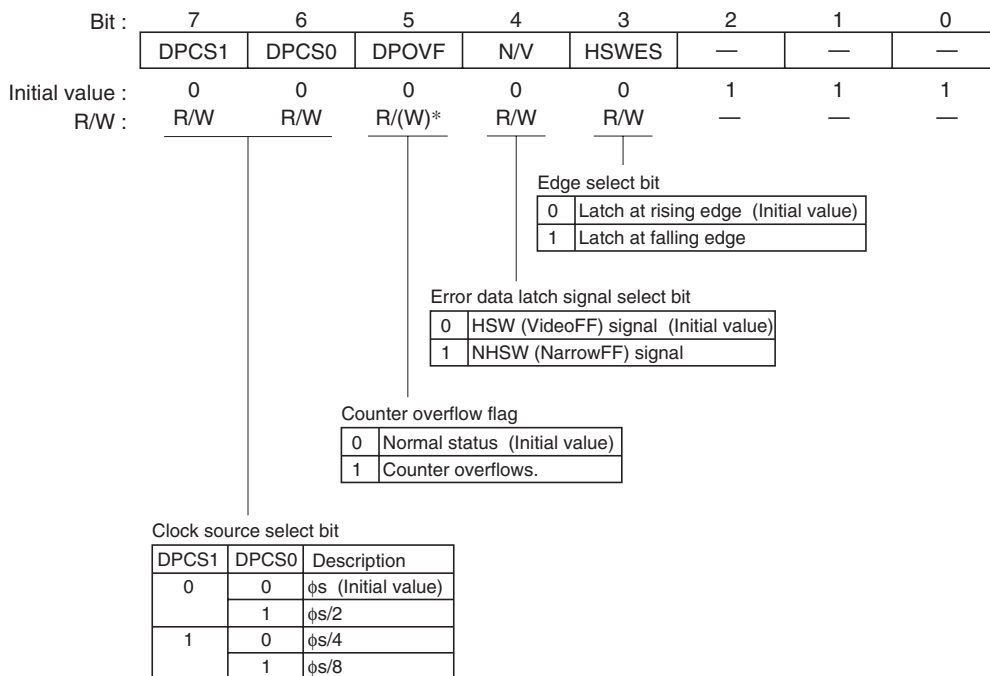 Bit : 7 6 5 4 3 2 1 0
DPCS1 DPCS0 DPOVF N/V HSWES — — —
Initial value : 0 0 0 0 0 1 1 1
R/W : R/W R/W R/(W)* R/W R/W — — —
Edge select bit
0 Latch at rising edge (Initial value)
1 Latch at falling edge
Error data latch signal select bit
0 HSW (VideoFF) signal (Initial value)
1 NHSW (NarrowFF) signal
Counter overflow flag
0 Normal status (Initial value)
1 Counter overflows.
Clock source select bit
DPCS1 DPCS0 Description
0 0 ϕs (Initial value)
1 ϕs/2
1 0 ϕs/4
1 ϕs/8